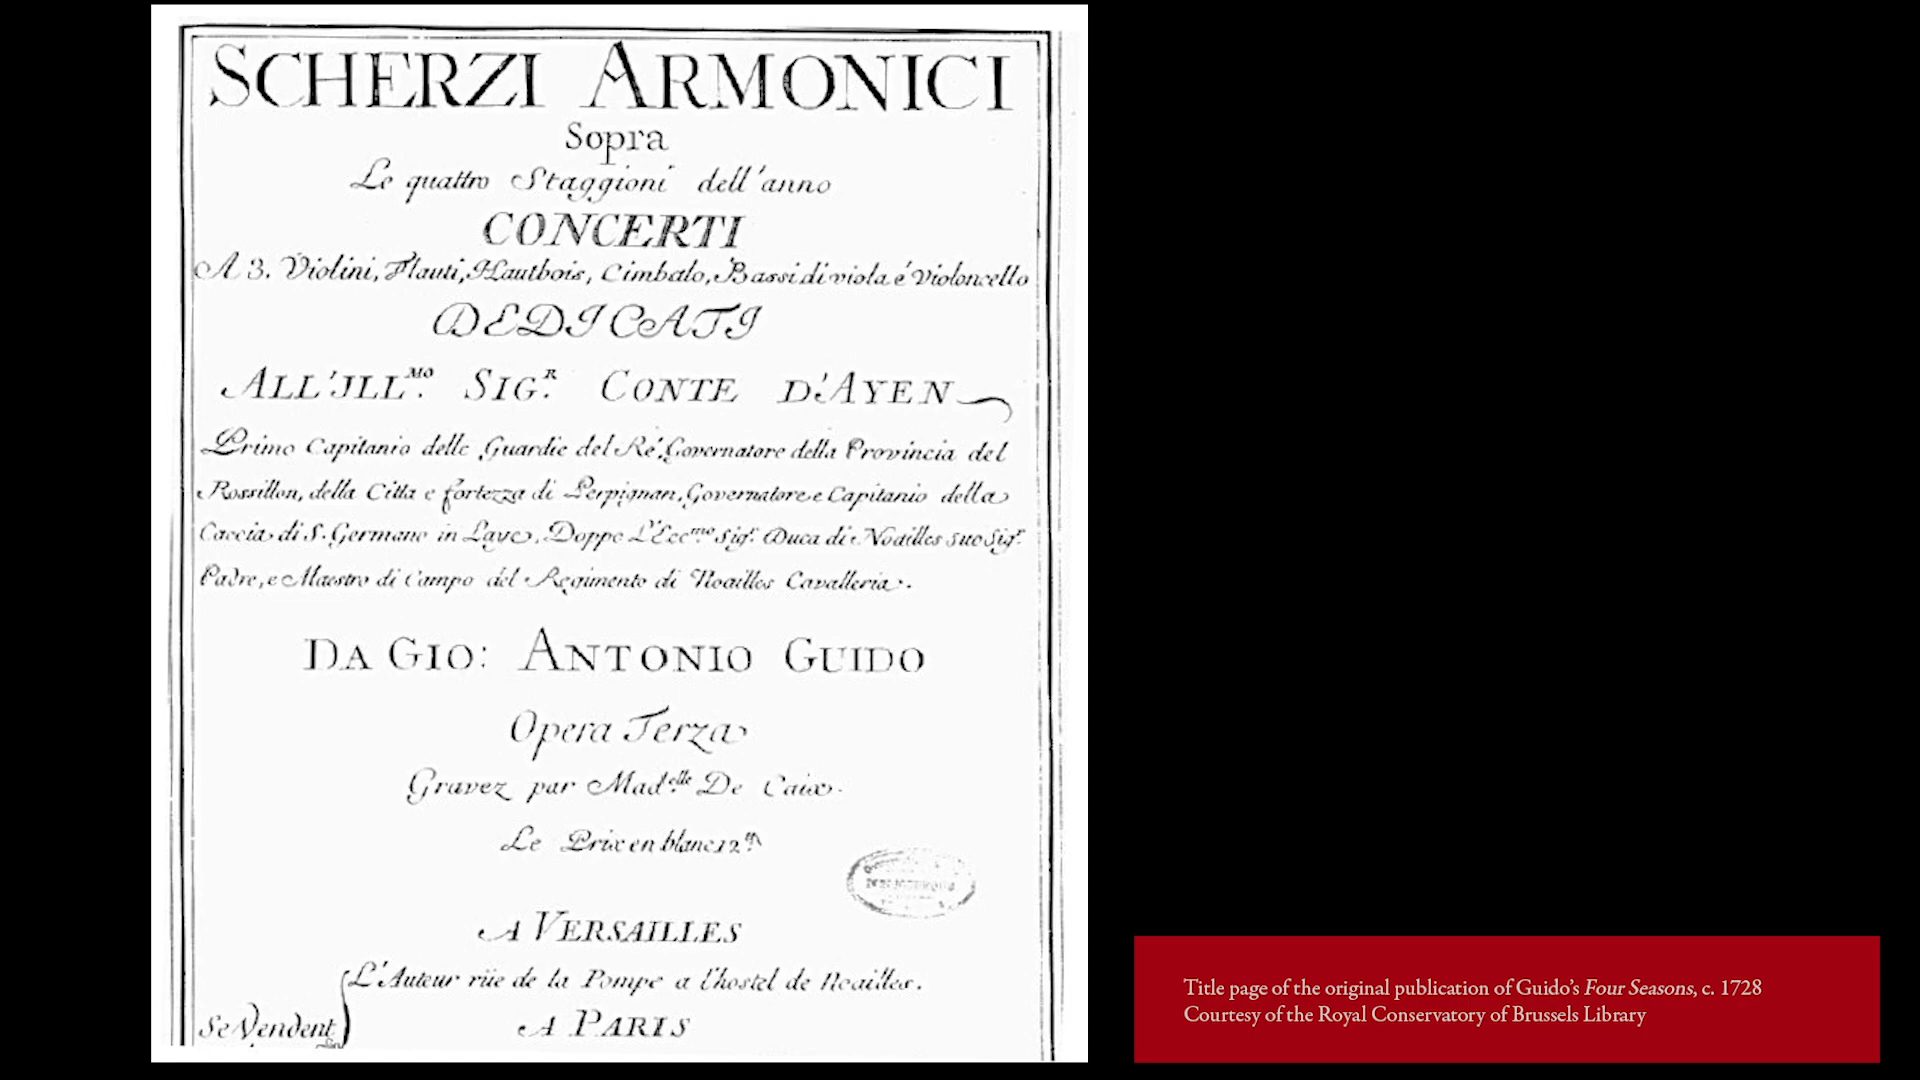 SCHERZI ARMONICI
Sopra
Le quattro Staggioni dell'anno
CONCERTI
A 3. Violini, Flauti, Hautbois, Cimbalo, Bassi di viola é Violoncello
DEDICATI
ALL'JLL.MO SIG.R CONTE D'AYEN
Primo Capitanio delle Guardie del Ré, Governatore della Provincia del
Rossillon, della Citta e fortezza di Perpignan, Governatore e Capitanio della
Caccia di S. Germano in Laye, Doppo L'Ecc.mo Sig.r Duca di Noailles suo Sig.r
Padre, e Maestro di Campo del Regimento di Noailles Cavalleria.
DA GIO: ANTONIO GUIDO
Opera Terza
Gravez par Mad.elle De Caix.
Le Prix en blanc 12
A VERSAILLES
L'Auteur rüe de la Pompe a l'hostel de Noailles.
Se Vendent
A PARIS
Title page of the original publication of Guido's Four Seasons, c. 1728
Courtesy of the Royal Conservatory of Brussels Library